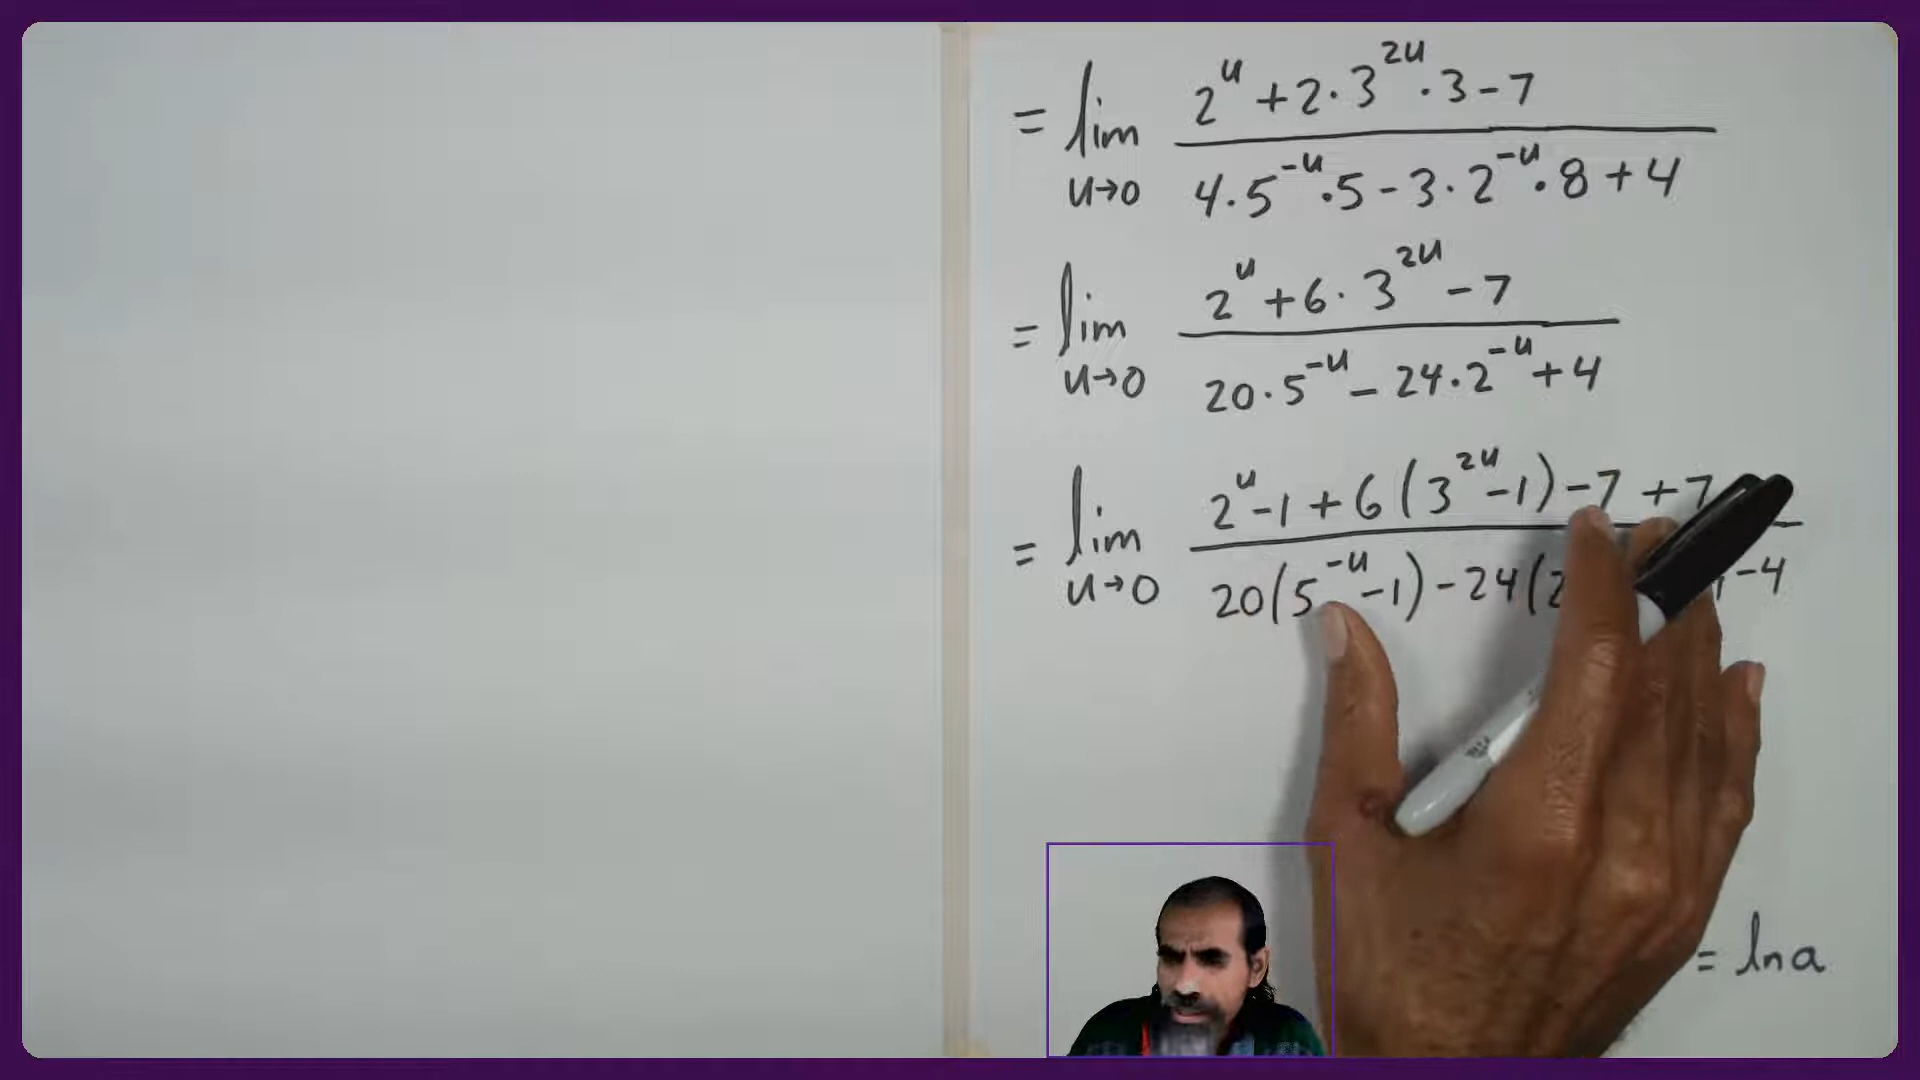 = lim 2^u + 2 · 3^2u · 3 - 7
u→0 4 · 5^-u · 5 - 3 · 2^-u · 8 + 4
= lim 2^u + 6 · 3^2u - 7
u→0 20 · 5^-u - 24 · 2^-u + 4
= lim 2^u - 1 + 6 (3^2u - 1) - 7 + 7
u→0 20 (5^-u - 1) - 24 (2 - 4
= ln a